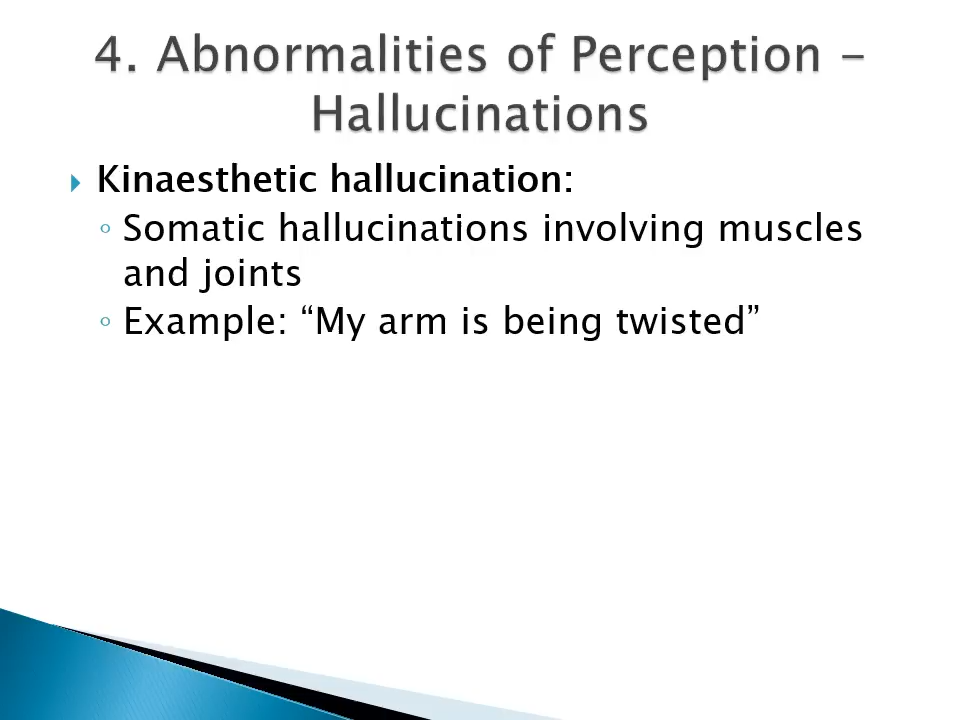 4. Abnormalities of Perception –
Hallucinations
Kinaesthetic hallucination:
Somatic hallucinations involving muscles
and joints
Example: “My arm is being twisted”